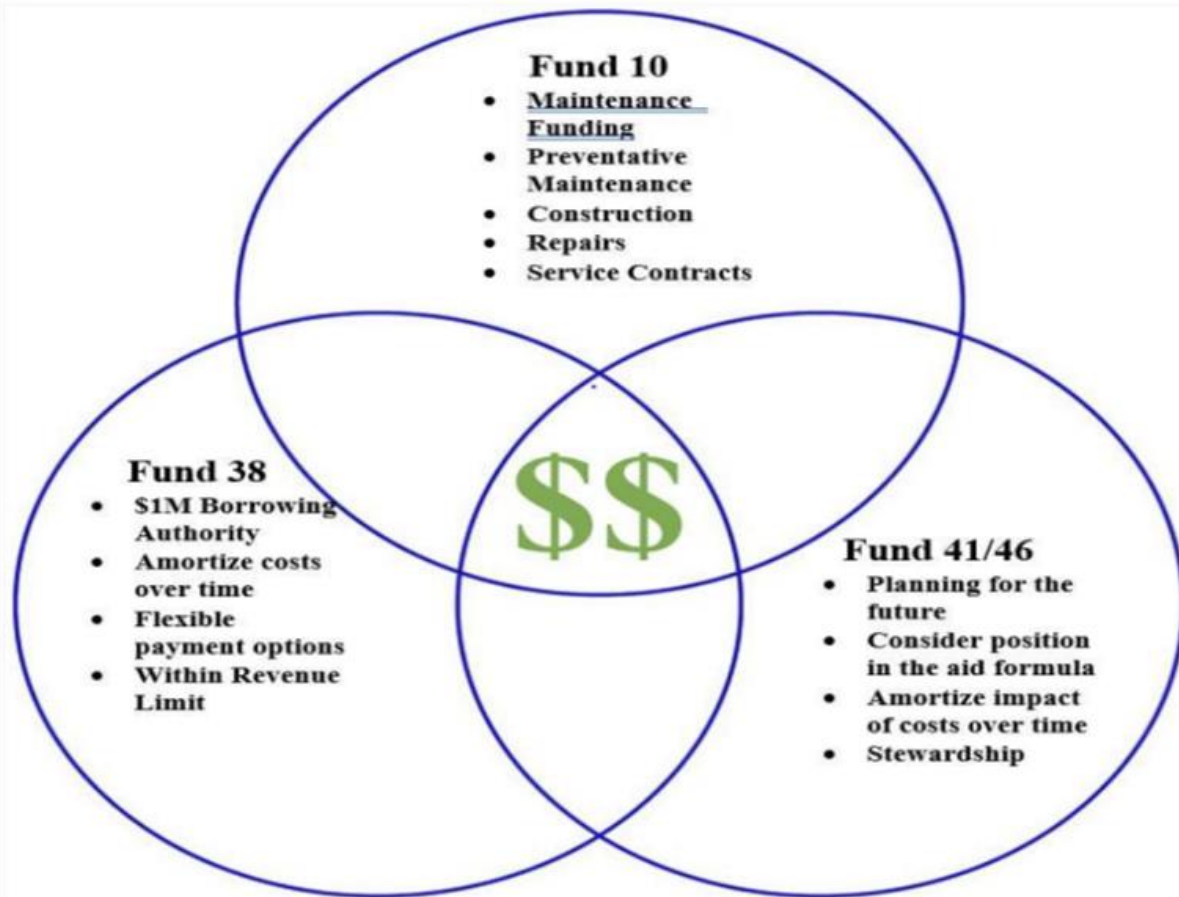 Fund 10
• Maintenance
Funding
• Preventative
Maintenance
• Construction
• Repairs
• Service Contracts
Fund 38
• $1M Borrowing
Authority
• Amortize costs
over time
• Flexible
payment options
• Within Revenue
Limit
$$
Fund 41/46
• Planning for the
future
• Consider position
in the aid formula
• Amortize impact
of costs over time
• Stewardship